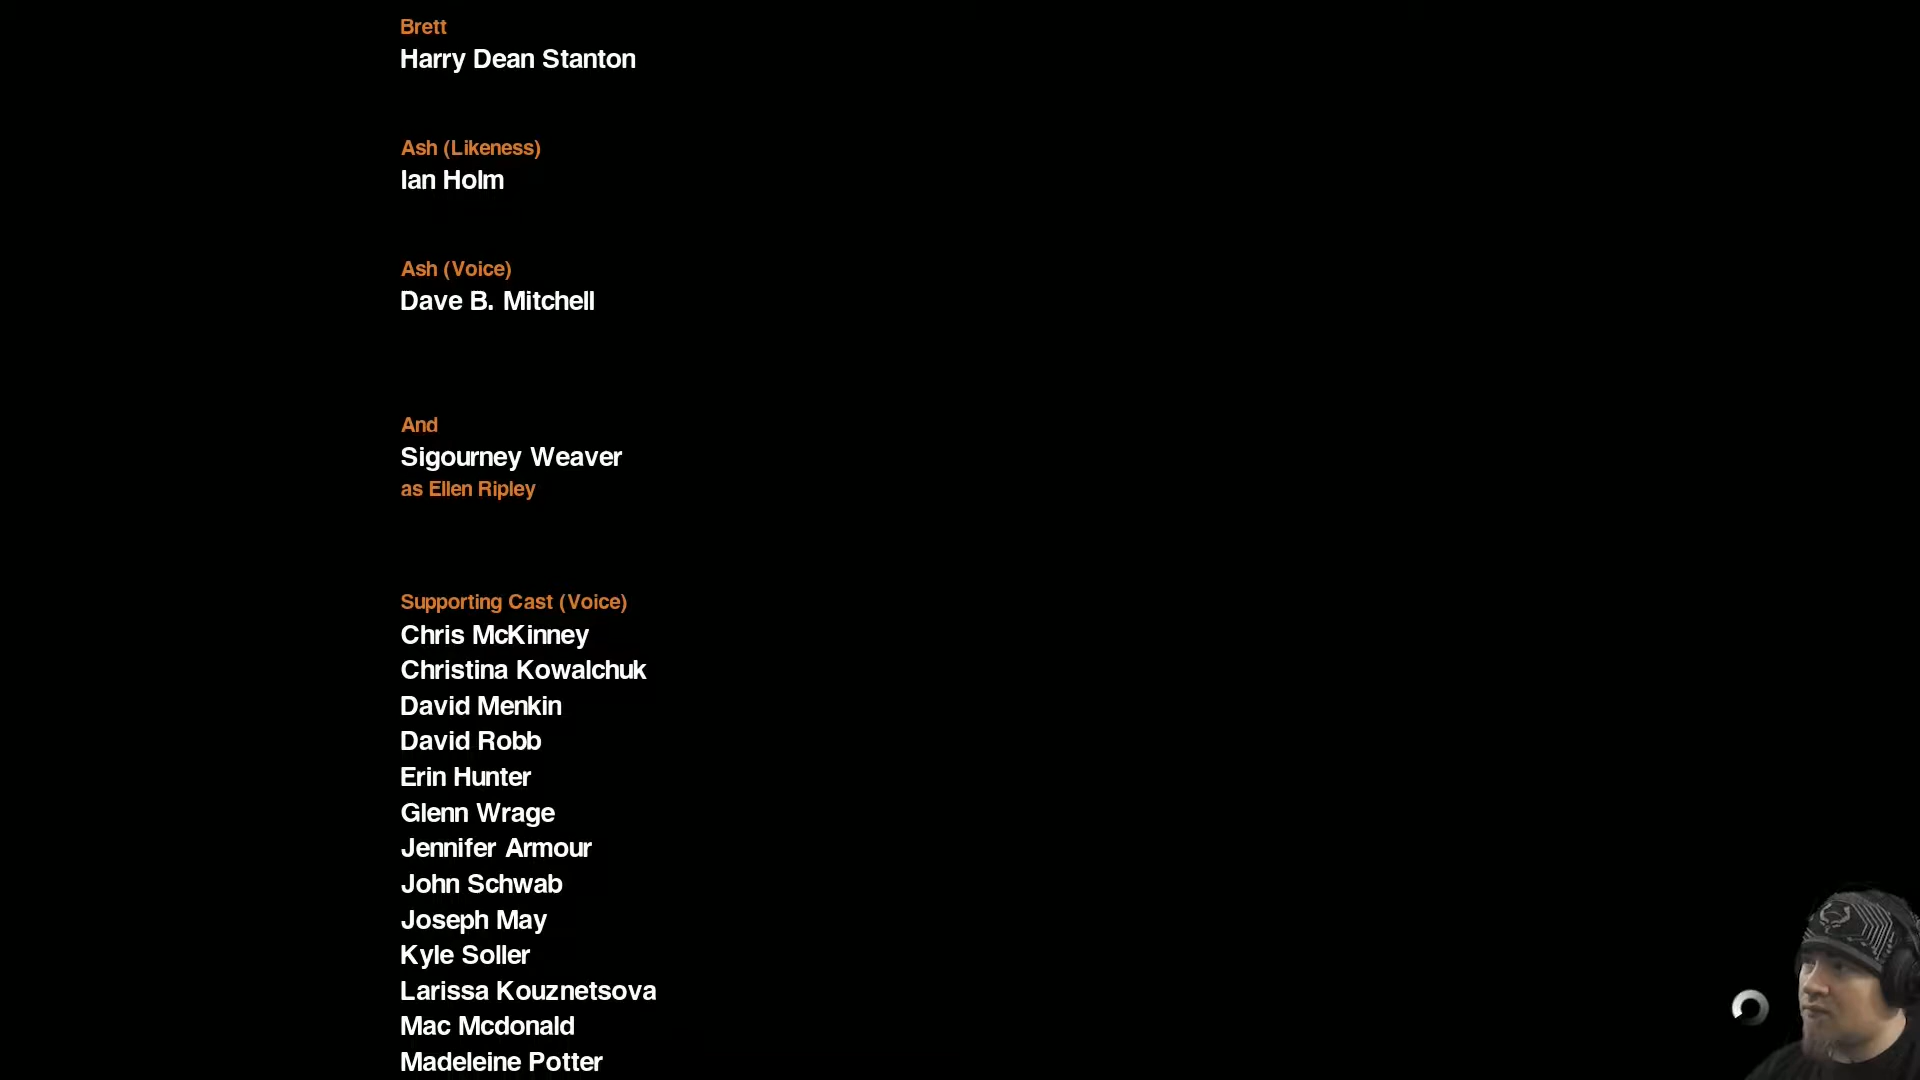 Brett
Harry Dean Stanton
Ash (Likeness)
Ian Holm
Ash (Voice)
Dave B. Mitchell
And
Sigourney Weaver
as Ellen Ripley
Supporting Cast (Voice)
Chris McKinney
Christina Kowalchuk
David Menkin
David Robb
Erin Hunter
Glenn Wrage
Jennifer Armour
John Schwab
Joseph May
Kyle Soller
Larissa Kouznetsova
Mac Mcdonald
Madeleine Potter